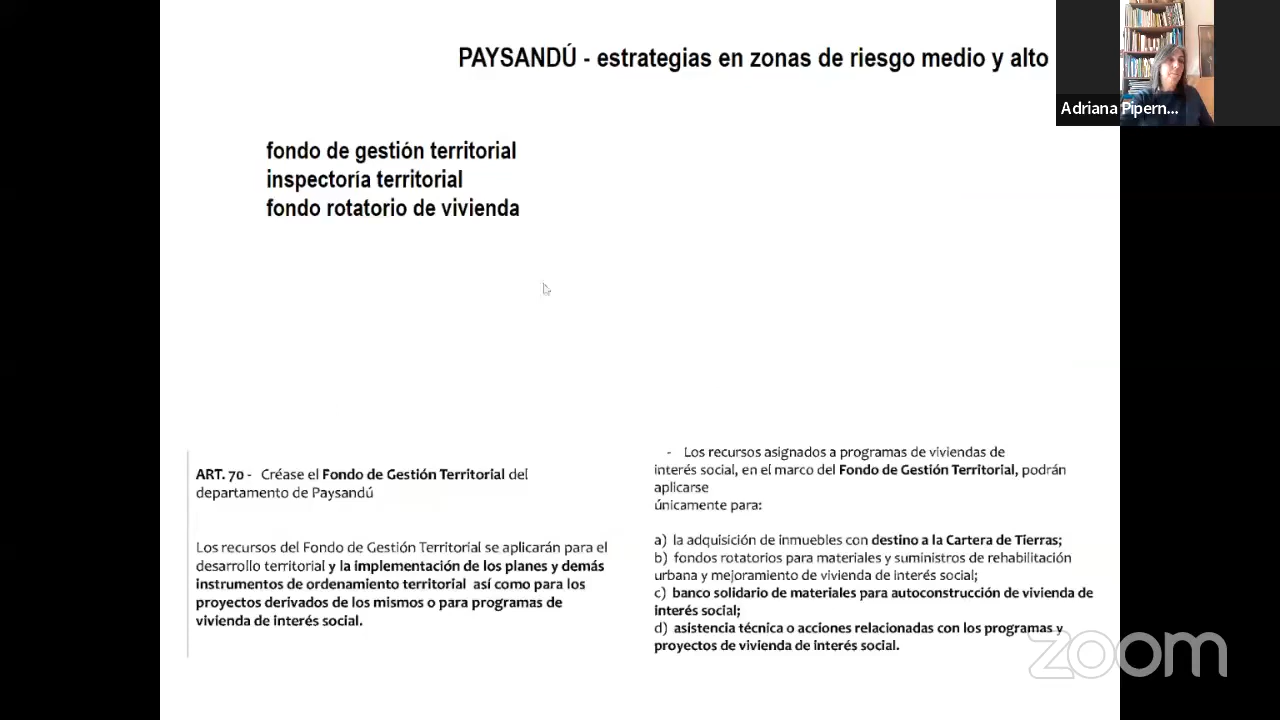 PAYSANDÚ - estrategias en zonas de riesgo medio y alto
Adriana Pipern...
fondo de gestión territorial
inspectoría territorial
fondo rotatorio de vivienda
ART. 70 - Créase el Fondo de Gestión Territorial del
departamento de Paysandú
Los recursos del Fondo de Gestión Territorial se aplicarán para el
desarrollo territorial y la implementación de los planes y demás
instrumentos de ordenamiento territorial así como para los
proyectos derivados de los mismos o para programas de
vivienda de interés social.
- Los recursos asignados a programas de viviendas de
interés social, en el marco del Fondo de Gestión Territorial, podrán
aplicarse
únicamente para:
a) la adquisición de inmuebles con destino a la Cartera de Tierras;
b) fondos rotatorios para materiales y suministros de rehabilitación
urbana y mejoramiento de vivienda de interés social;
c) banco solidario de materiales para autoconstrucción de vivienda de
interés social;
d) asistencia técnica o acciones relacionadas con los programas y
proyectos de vivienda de interés social.
zoom